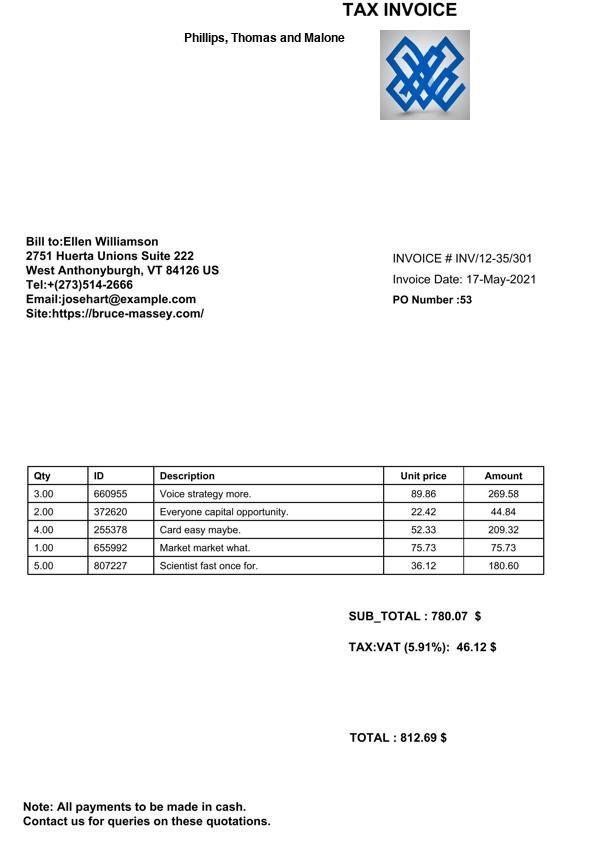 TAX INVOICE
Phillips, Thomas and Malone
Bill to:Ellen Williamson
2751 Huerta Unions Suite 222
West Anthonyburgh, VT 84126 US
Tel:+(273)514-2666
Email:josehart@example.com
Site:https://bruce-massey.com/
INVOICE # INV/12-35/301
Invoice Date: 17-May-2021
PO Number :53
Qty ID Description Unit price Amount
3.00 660955 Voice strategy more. 89.86 269.58
2.00 372620 Everyone capital opportunity. 22.42 44.84
4.00 255378 Card easy maybe. 52.33 209.32
1.00 655992 Market market what. 75.73 75.73
5.00 807227 Scientist fast once for. 36.12 180.60
SUB_TOTAL : 780.07 $
TAX:VAT (5.91%): 46.12 $
TOTAL : 812.69 $
Note: All payments to be made in cash.
Contact us for queries on these quotations.